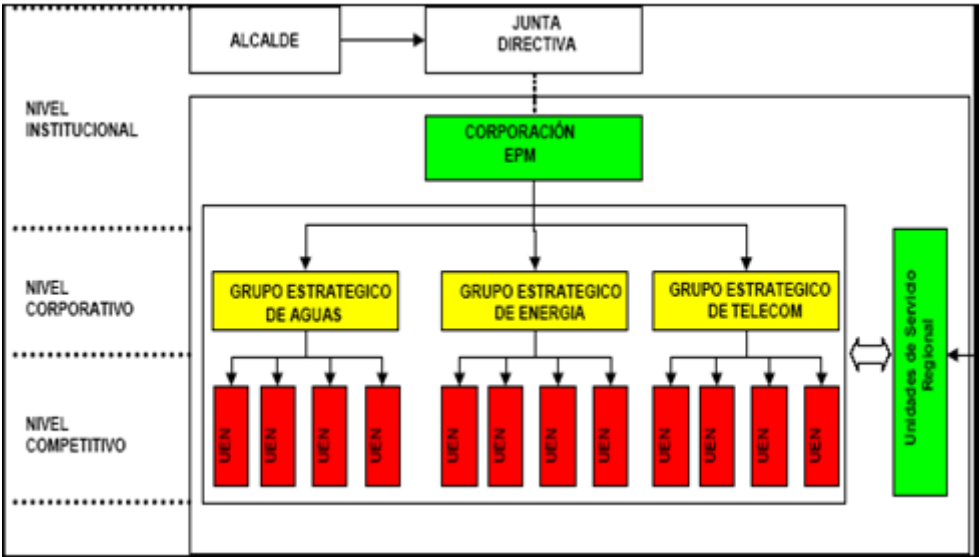 ALCALDE
JUNTA
DIRECTIVA
NIVEL
INSTITUCIONAL
CORPORACIÓN
EPM
NIVEL
CORPORATIVO
GRUPO ESTRATEGICO
DE AGUAS
GRUPO ESTRATEGICO
DE ENERGIA
GRUPO ESTRATEGICO
DE TELECOM
Unidades de Servicio
Regional
NIVEL
COMPETITIVO
UEN
UEN
UEN
UEN
UEN
UEN
UEN
UEN
UEN
UEN
UEN
UEN